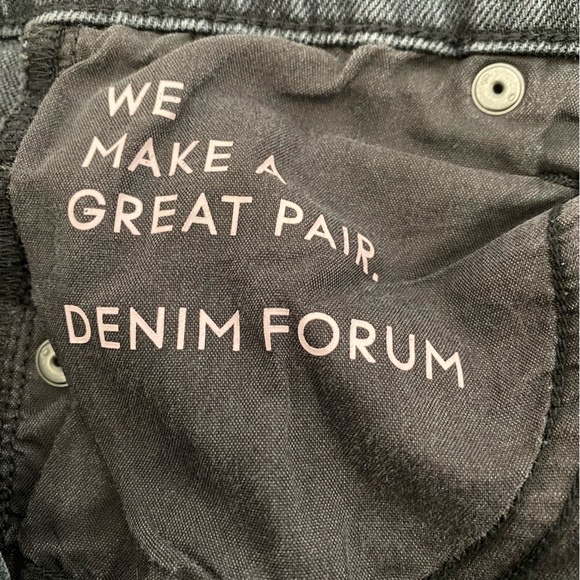 WE
MAKE A
GREAT PAIR.
DENIM FORUM